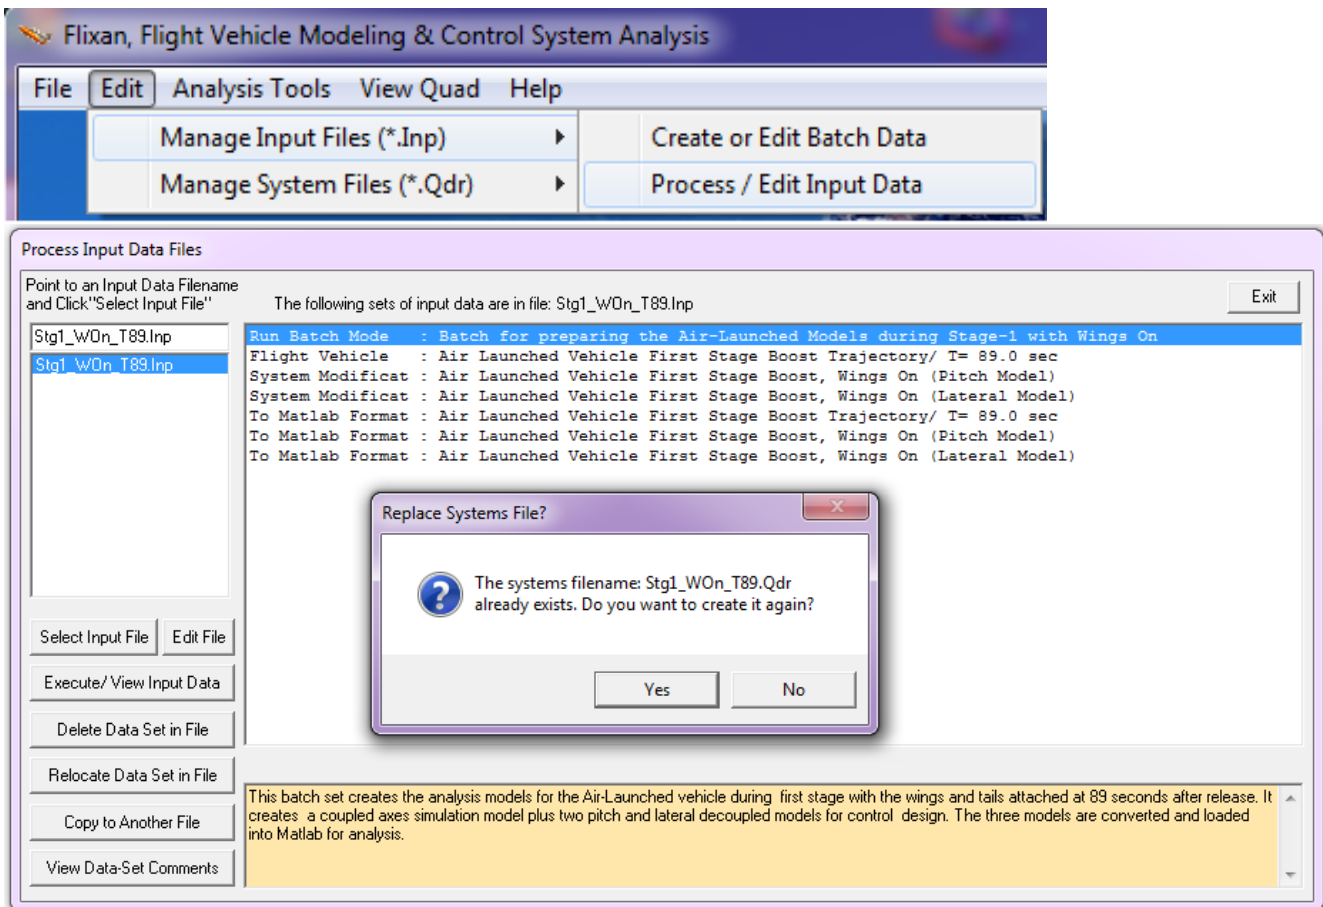 Flixan, Flight Vehicle Modeling & Control System Analysis
File Edit Analysis Tools View Quad Help
Manage Input Files (*.Inp)
Create or Edit Batch Data
Manage System Files (*.Qdr)
Process / Edit Input Data
Process Input Data Files
Point to an Input Data Filename
and Click"Select Input File"
The following sets of input data are in file: Stg1_WOn_T89.Inp
Exit
Stg1_WOn_T89.Inp
Stg1_WOn_T89.Inp
Run Batch Mode : Batch for preparing the Air-Launched Models during Stage-1 with Wings On
Flight Vehicle : Air Launched Vehicle First Stage Boost Trajectory/ T= 89.0 sec
System Modificat : Air Launched Vehicle First Stage Boost, Wings On (Pitch Model)
System Modificat : Air Launched Vehicle First Stage Boost, Wings On (Lateral Model)
To Matlab Format : Air Launched Vehicle First Stage Boost Trajectory/ T= 89.0 sec
To Matlab Format : Air Launched Vehicle First Stage Boost, Wings On (Pitch Model)
To Matlab Format : Air Launched Vehicle First Stage Boost, Wings On (Lateral Model)
Replace Systems File?
The systems filename: Stg1_WOn_T89.Qdr
already exists. Do you want to create it again?
Yes No
Select Input File Edit File
Execute/ View Input Data
Delete Data Set in File
Relocate Data Set in File
Copy to Another File
View Data-Set Comments
This batch set creates the analysis models for the Air-Launched vehicle during first stage with the wings and tails attached at 89 seconds after release. It
creates a coupled axes simulation model plus two pitch and lateral decoupled models for control design. The three models are converted and loaded
into Matlab for analysis.